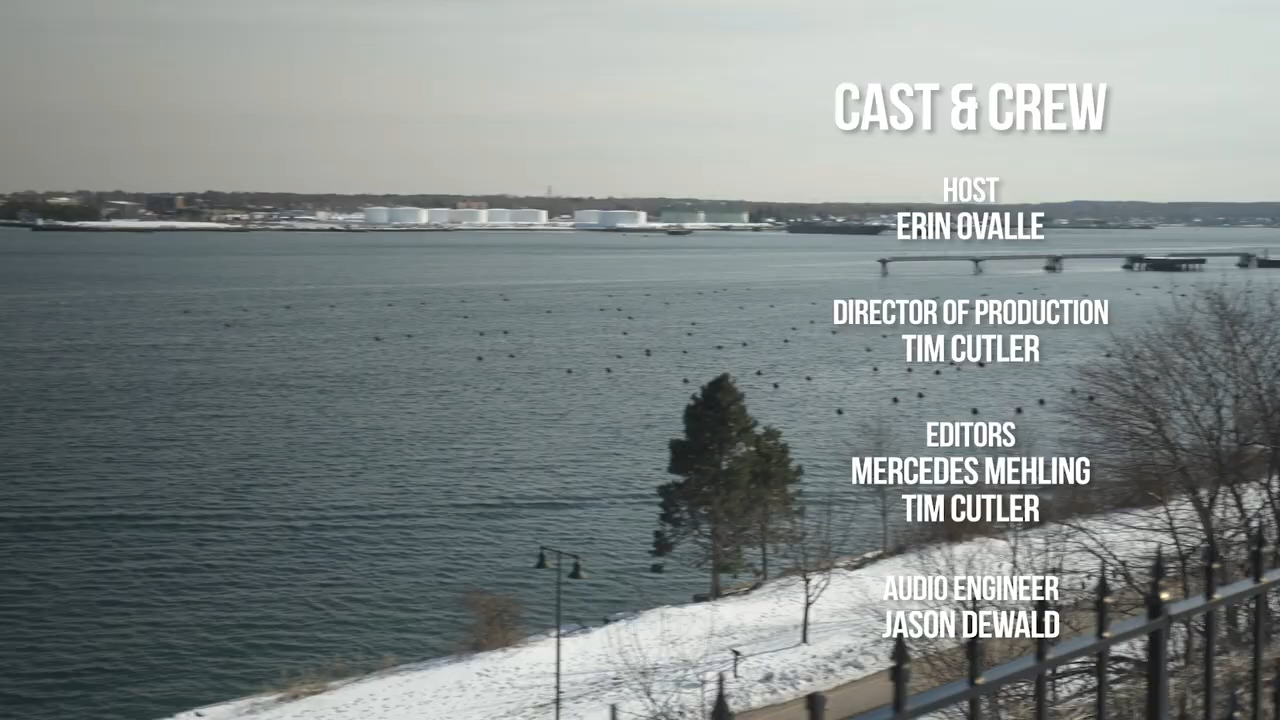 CAST & CREW
HOST
ERIN OVALLE
DIRECTOR OF PRODUCTION
TIM CUTLER
EDITORS
MERCEDES MEHLING
TIM CUTLER
AUDIO ENGINEER
JASON DEWALD